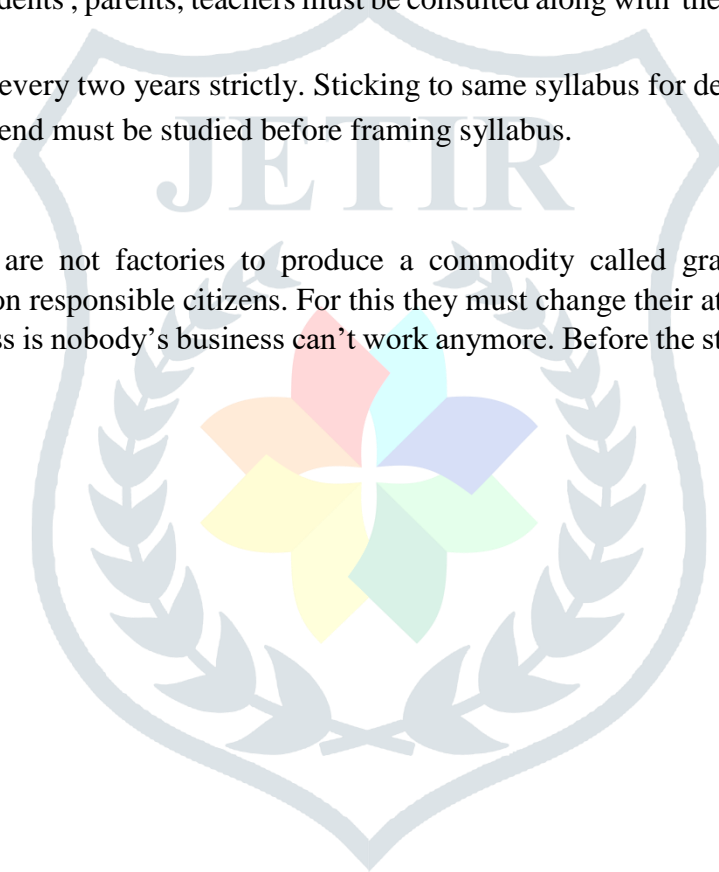 dents', parents, teachers must be consulted along with the
every two years strictly. Sticking to same syllabus for de
end must be studied before framing syllabus.
JETIR
are not factories to produce a commodity called gra
on responsible citizens. For this they must change their at
ss is nobody's business can't work anymore. Before the st